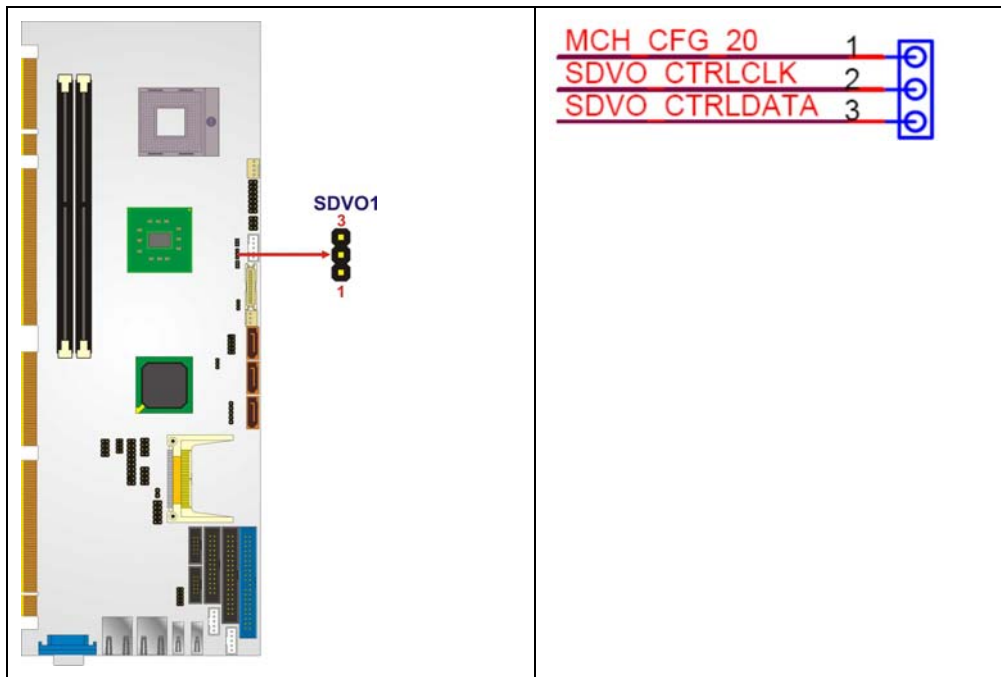 SDVO1
3
1
MCH CFG 20 1
SDVO CTRLCLK 2
SDVO CTRLDATA 3